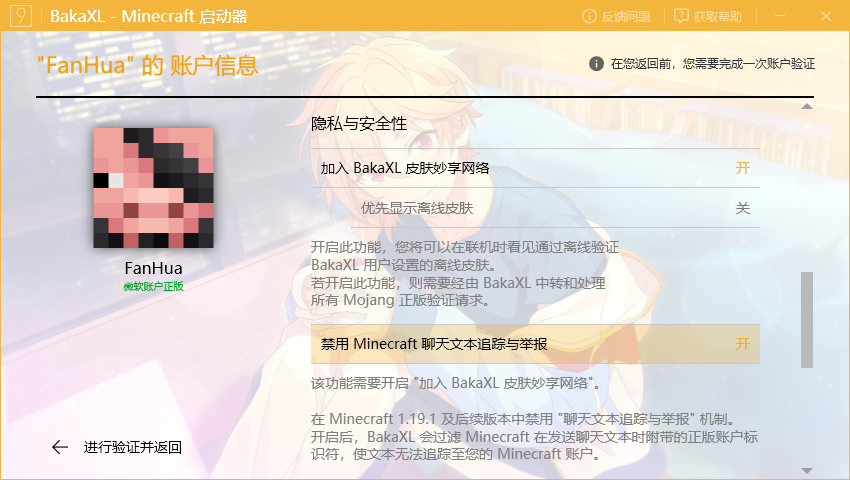 BakaXL - Minecraft 启动器
反馈问题
获取帮助
"FanHua" 的 账户信息
在您返回前，您需要完成一次账户验证
隐私与安全性
加入 BakaXL 皮肤妙享网络 开
优先显示离线皮肤 关
开启此功能，您将可以在联机时看见通过离线验证
BakaXL 用户设置的离线皮肤。
若开启此功能，则需要经由 BakaXL 中转和处理
所有 Mojang 正版验证请求。
FanHua
微软账户正版
禁用 Minecraft 聊天文本追踪与举报 开
该功能需要开启 "加入 BakaXL 皮肤妙享网络"。
在 Minecraft 1.19.1 及后续版本中禁用 "聊天文本追踪与举报" 机制。
开启后，BakaXL 会过滤 Minecraft 在发送聊天文本时附带的正版账户标
识符，使文本无法追踪至您的 Minecraft 账户。
进行验证并返回